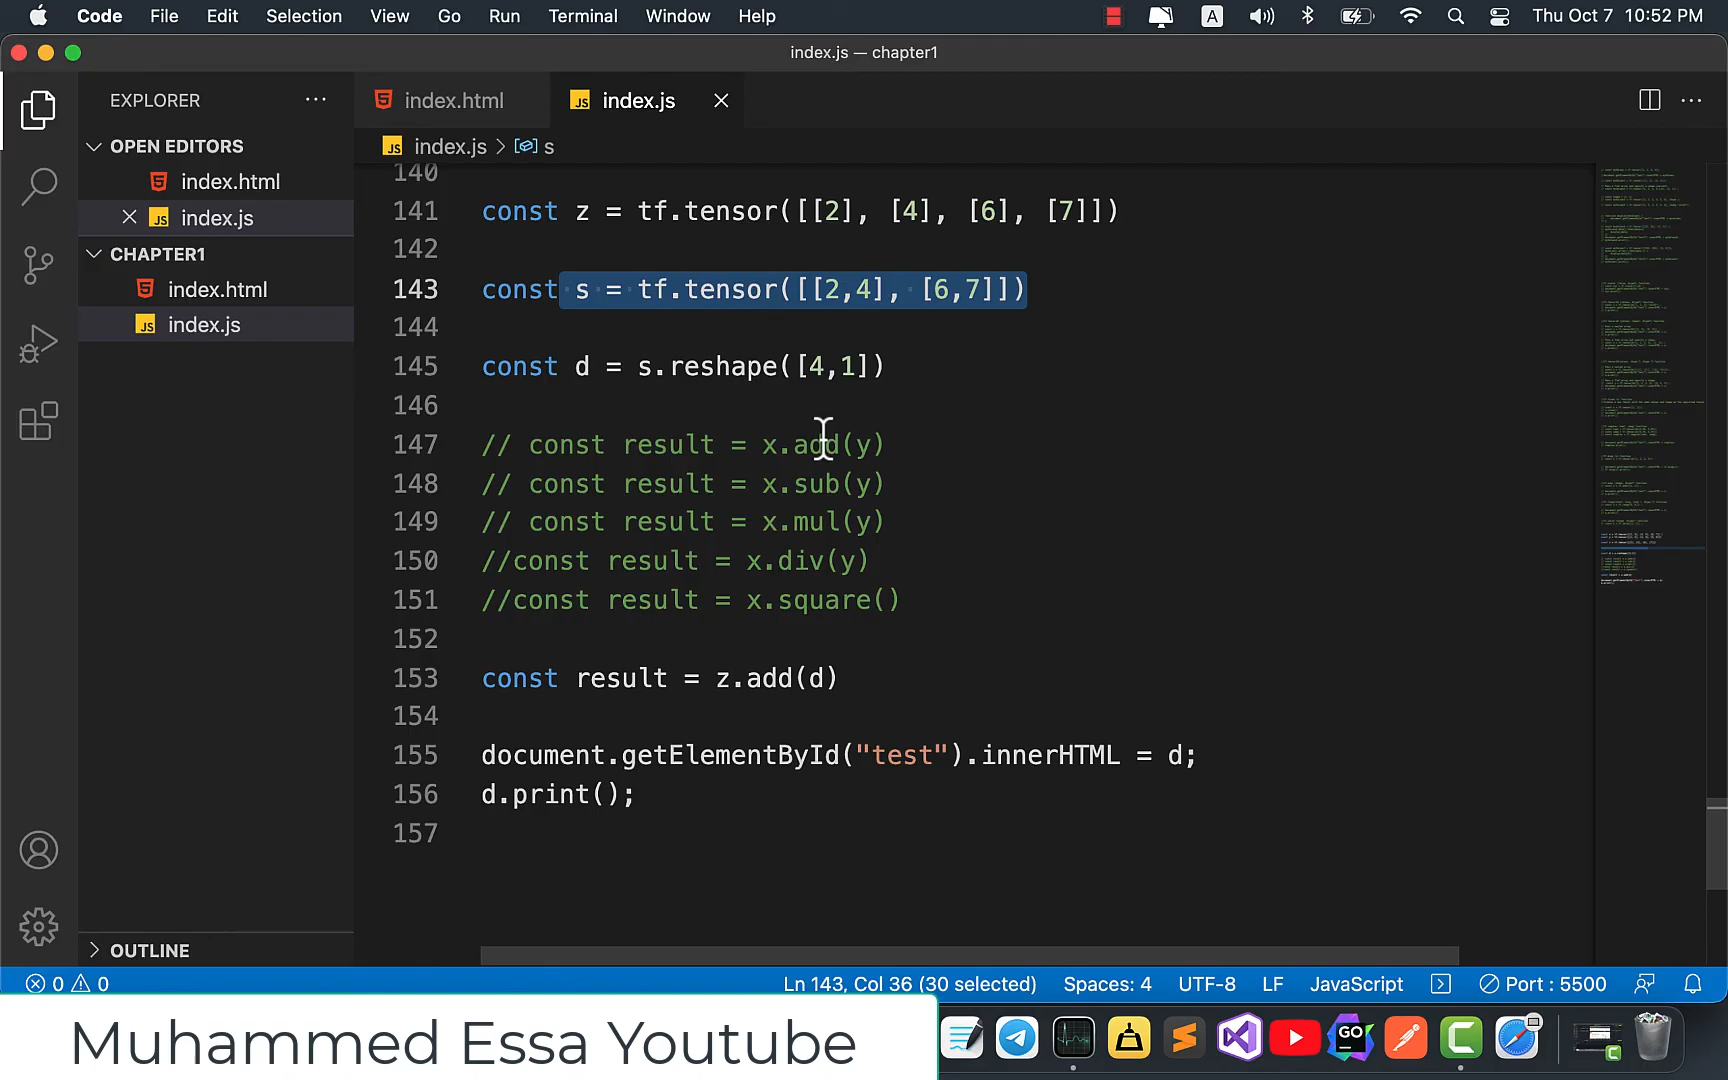 Code File Edit Selection View Go Run Terminal Window Help A Thu Oct 7 10:52 PM
index.js — chapter1
EXPLORER ···
index.html
JS index.js
OPEN EDITORS
index.html
JS index.js
CHAPTER1
index.html
JS index.js
OUTLINE
JS index.js > s
140
141 const z = tf.tensor([[2], [4], [6], [7]])
142
143 const s = tf.tensor([[2,4], [6,7]])
144
145 const d = s.reshape([4,1])
146
147 // const result = x.add(y)
148 // const result = x.sub(y)
149 // const result = x.mul(y)
150 //const result = x.div(y)
151 //const result = x.square()
152
153 const result = z.add(d)
154
155 document.getElementById("test").innerHTML = d;
156 d.print();
157
0 0 Ln 143, Col 36 (30 selected) Spaces: 4 UTF-8 LF JavaScript Port : 5500
Muhammed Essa Youtube
GO